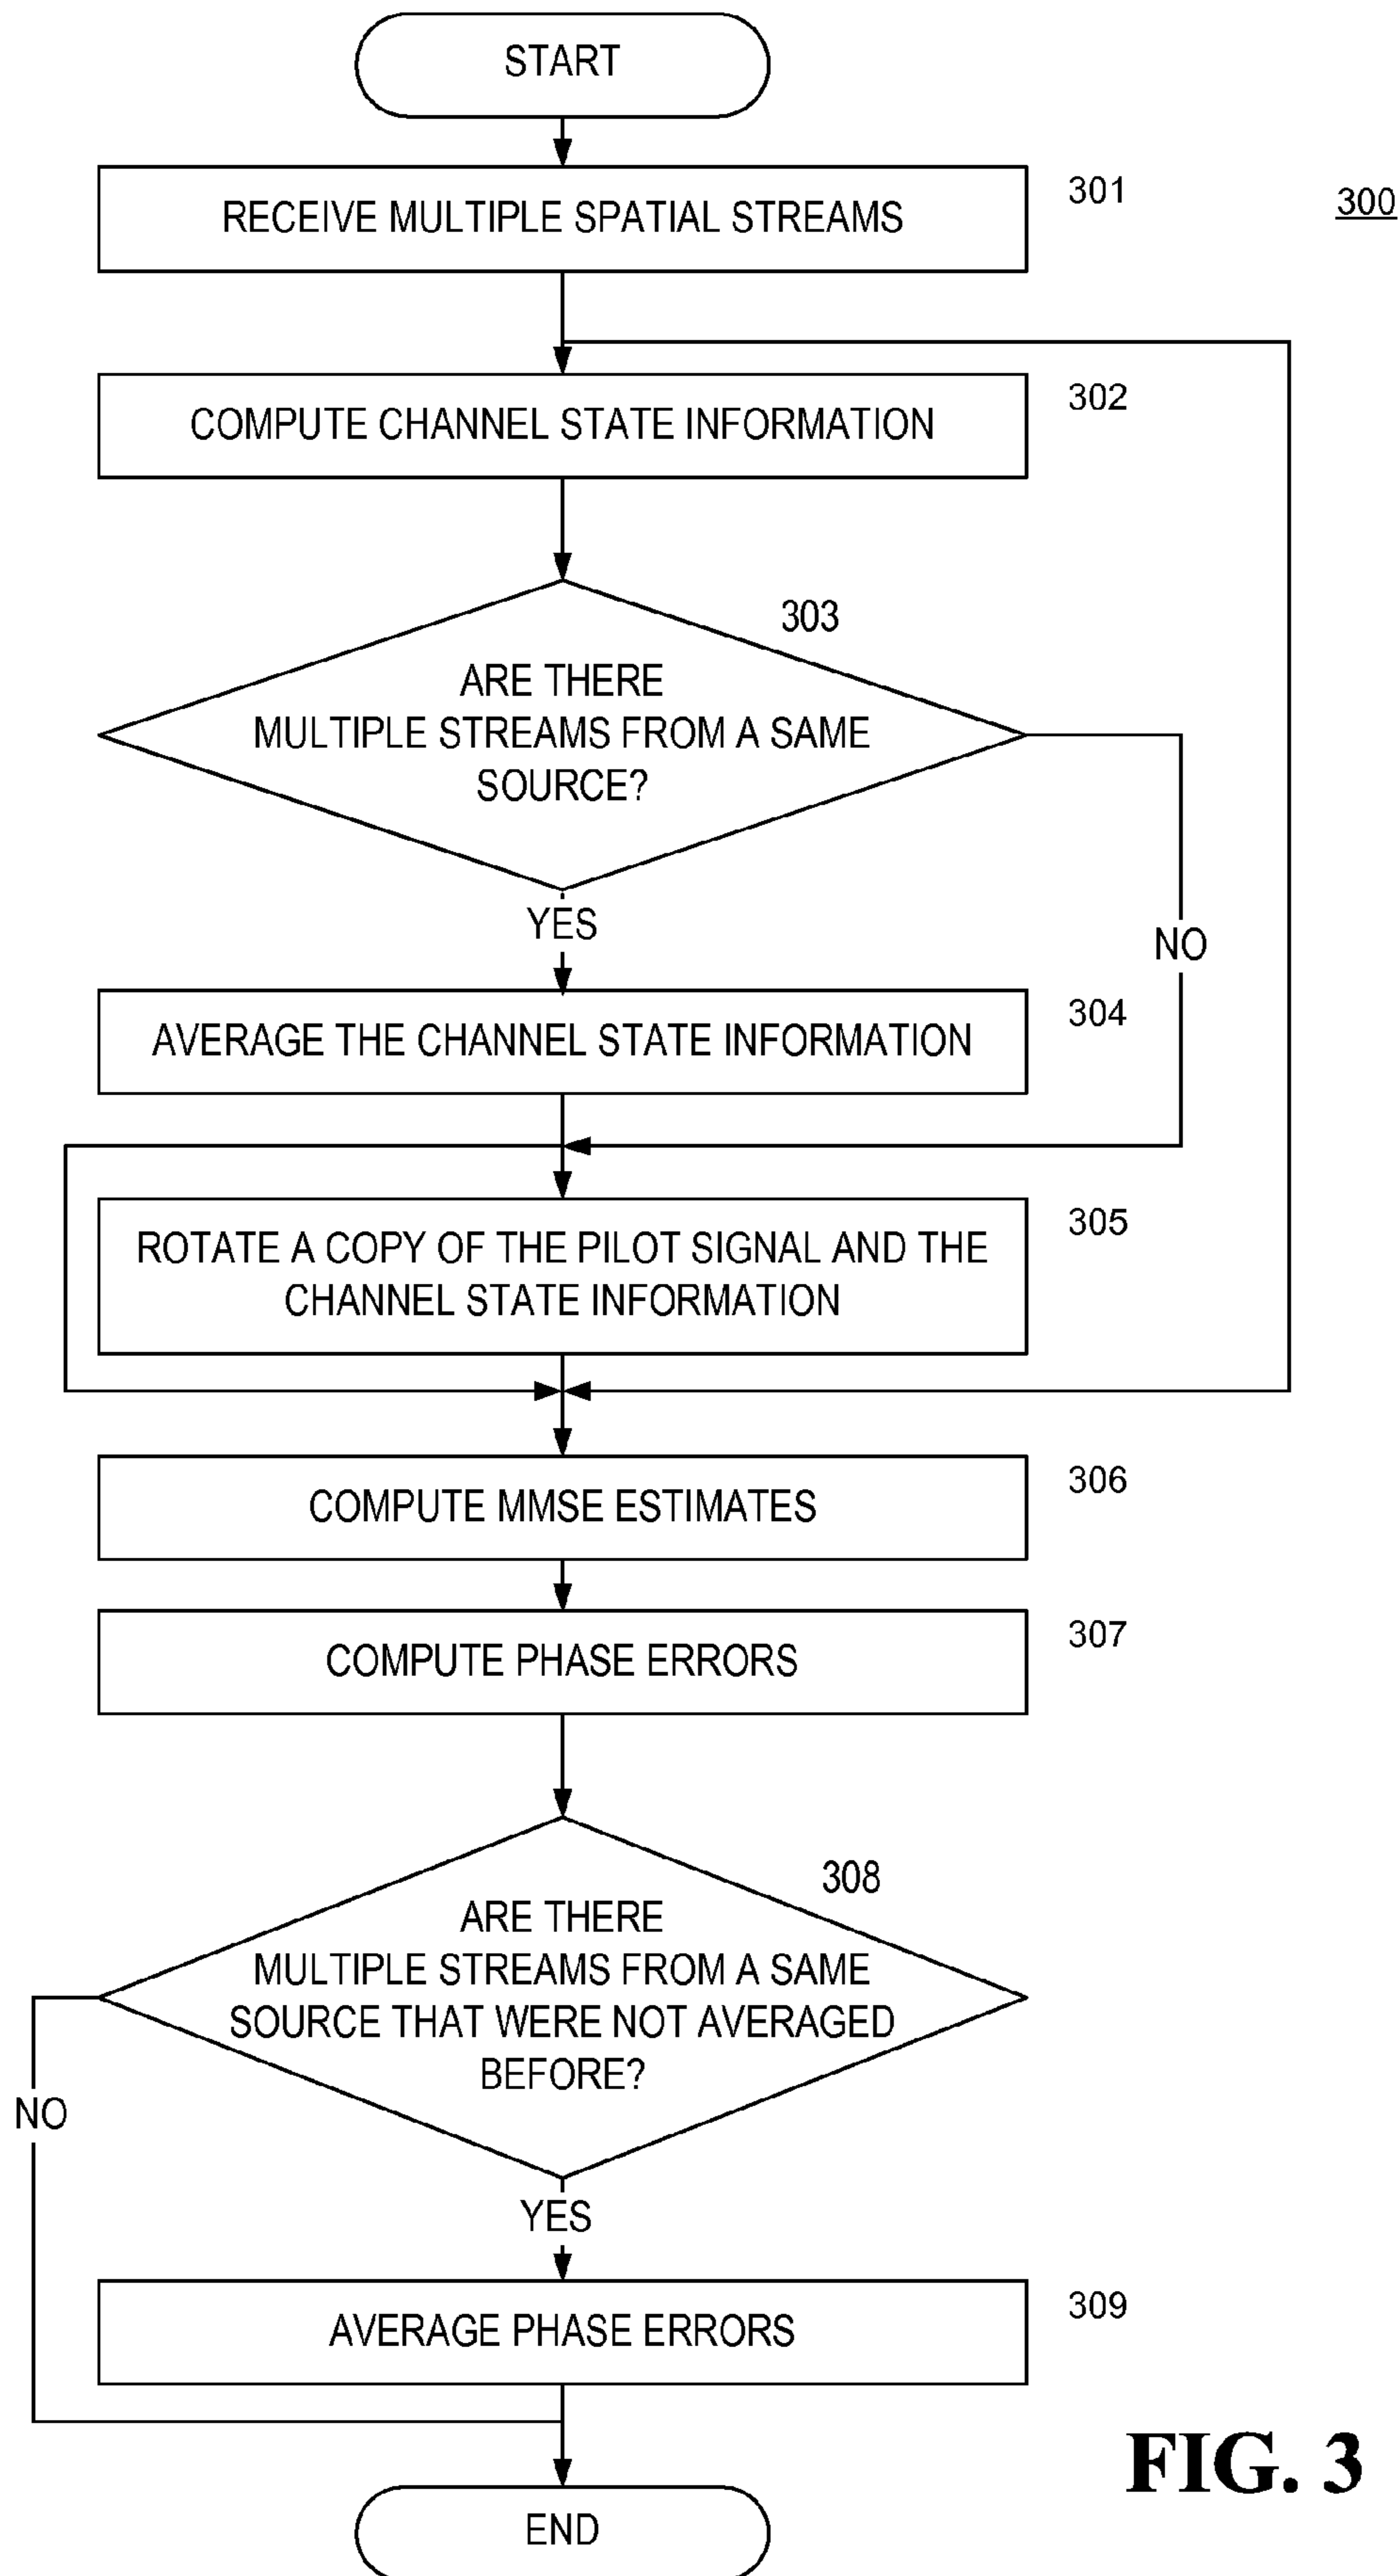 START
301
300
RECEIVE MULTIPLE SPATIAL STREAMS
302
COMPUTE CHANNEL STATE INFORMATION
303
ARE THERE
MULTIPLE STREAMS FROM A SAME
SOURCE?
YES
NO
304
AVERAGE THE CHANNEL STATE INFORMATION
305
ROTATE A COPY OF THE PILOT SIGNAL AND THE
CHANNEL STATE INFORMATION
306
COMPUTE MMSE ESTIMATES
307
COMPUTE PHASE ERRORS
308
ARE THERE
MULTIPLE STREAMS FROM A SAME
SOURCE THAT WERE NOT AVERAGED
BEFORE?
NO
YES
309
AVERAGE PHASE ERRORS
FIG. 3
END